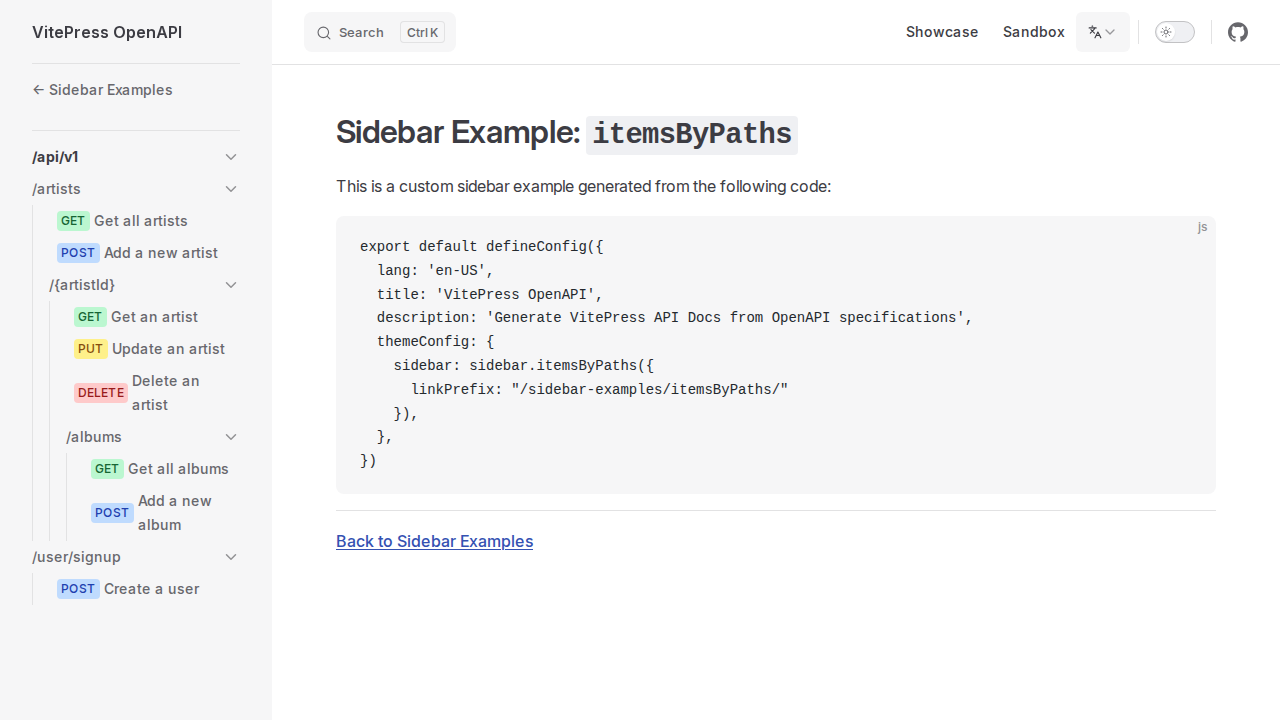 VitePress OpenAPI
← Sidebar Examples
/api/v1
/artists
GET Get all artists
POST Add a new artist
/{artistId}
GET Get an artist
PUT Update an artist
DELETE Delete an
artist
/albums
GET Get all albums
POST Add a new
album
/user/signup
POST Create a user
Search Ctrl K
Showcase
Sandbox
Sidebar Example: itemsByPaths
This is a custom sidebar example generated from the following code:
js
export default defineConfig({
  lang: 'en-US',
  title: 'VitePress OpenAPI',
  description: 'Generate VitePress API Docs from OpenAPI specifications',
  themeConfig: {
    sidebar: sidebar.itemsByPaths({
      linkPrefix: "/sidebar-examples/itemsByPaths/"
    }),
  },
})
Back to Sidebar Examples